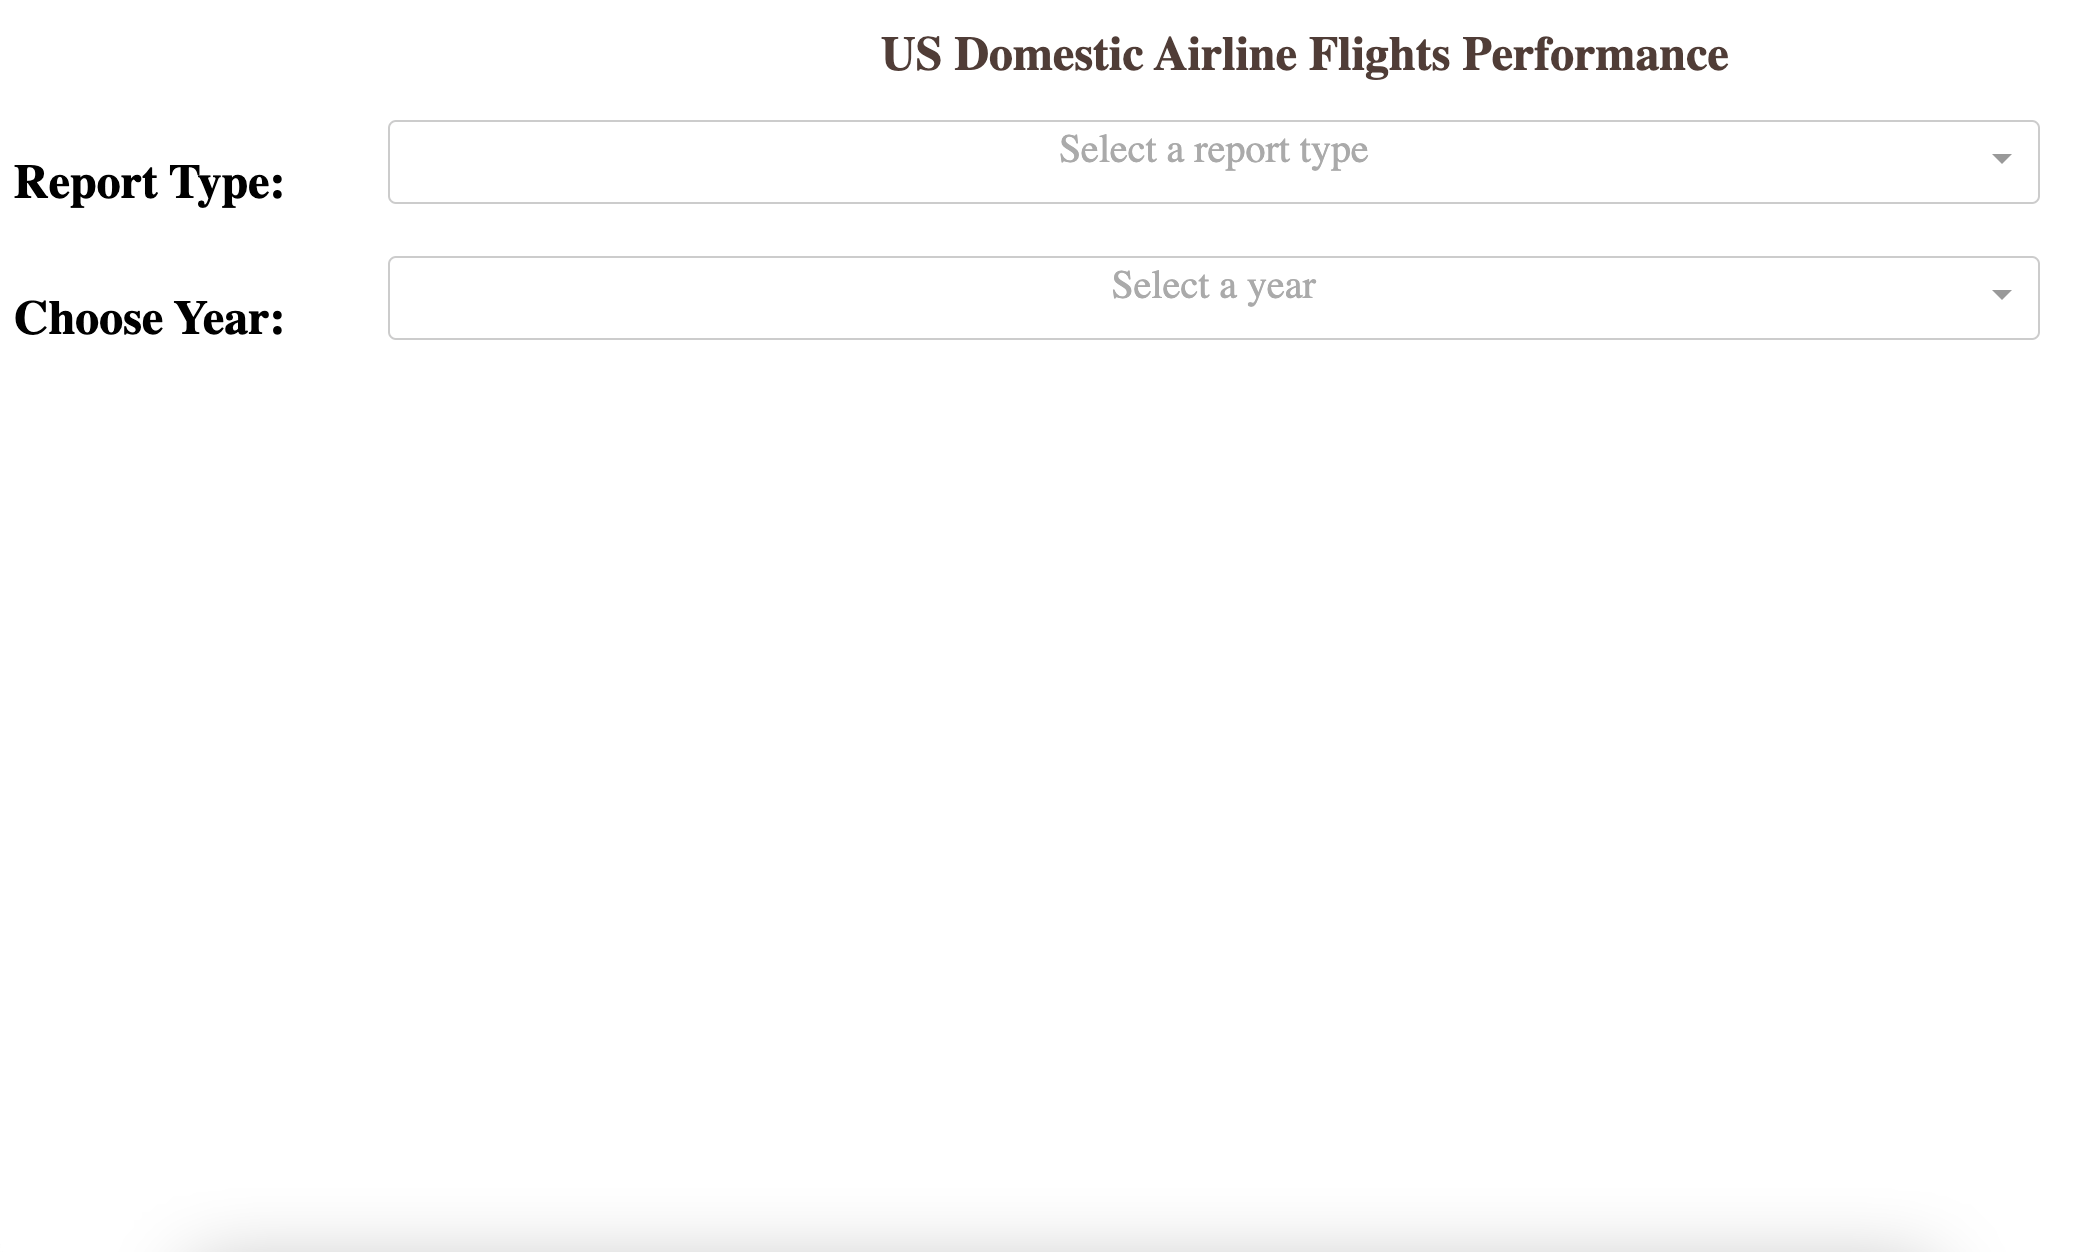 US Domestic Airline Flights Performance
Report Type:
Select a report type
Choose Year:
Select a year